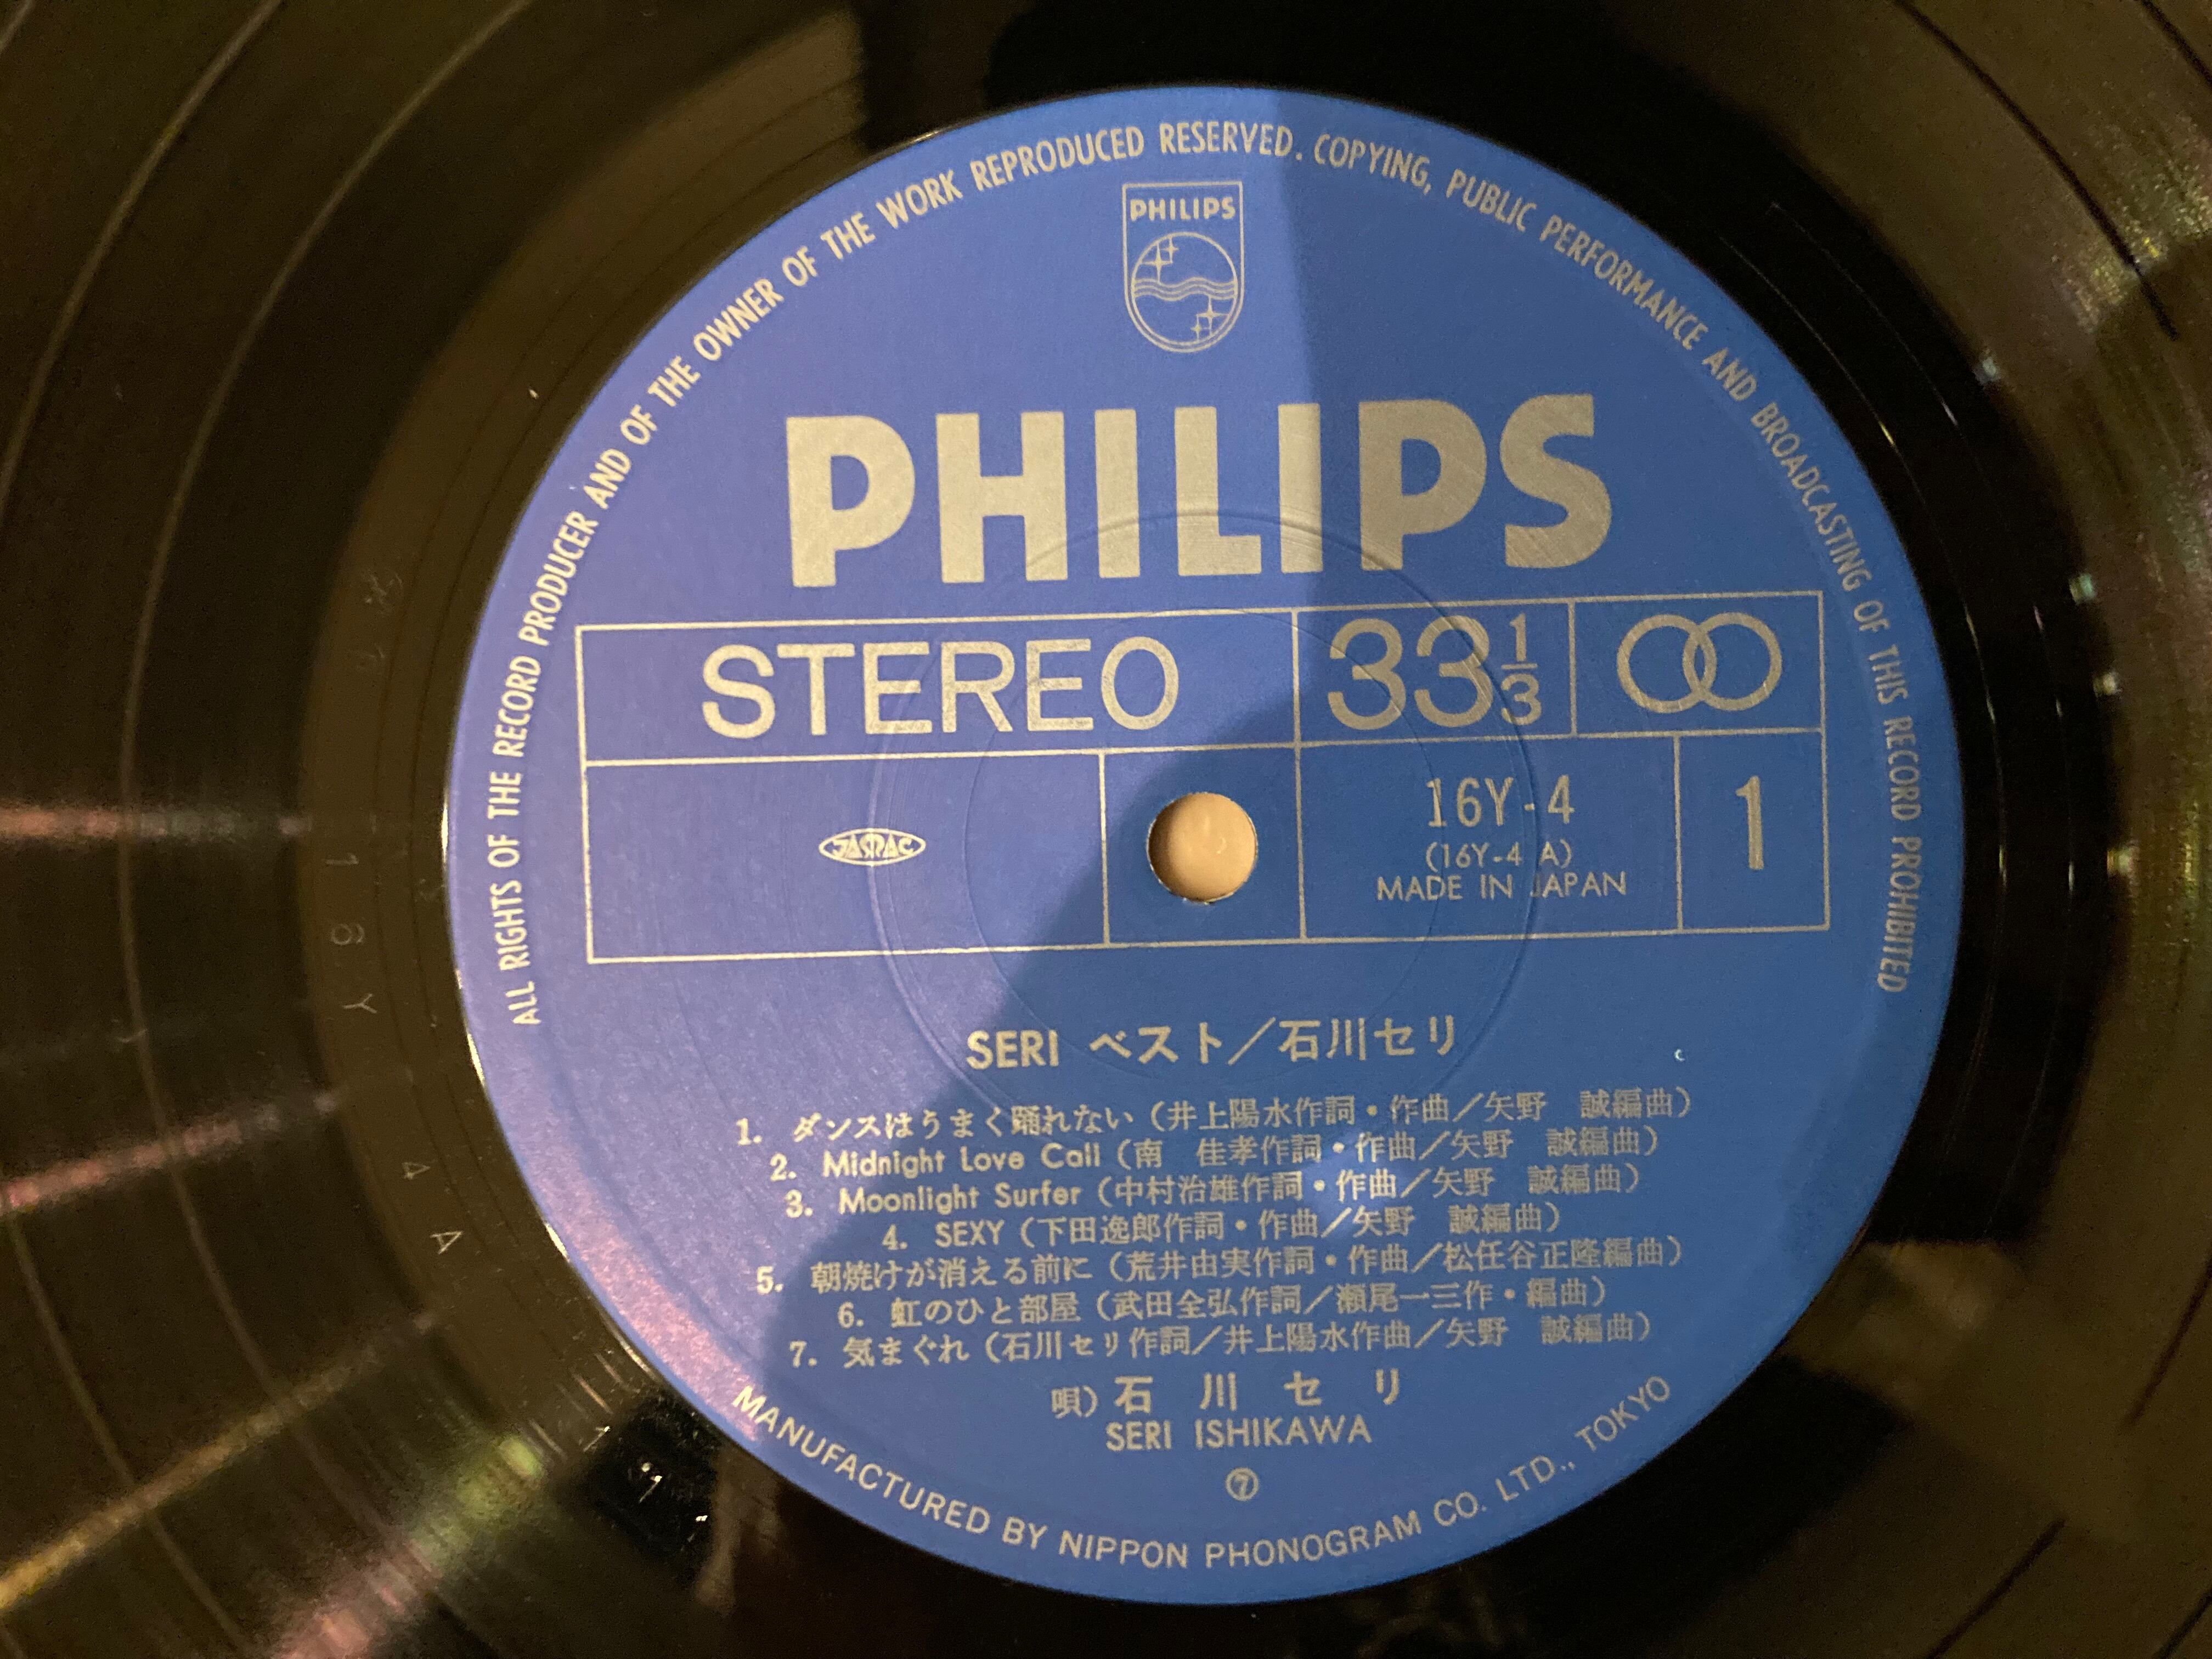 ALL RIGHTS OF THE RECORD PRODUCER AND OF THE OWNER OF THE WORK REPRODUCED RESERVED. COPYING, PUBLIC PERFORMANCE AND BROADCASTING OF THIS RECORD PROHIBITED
PHILIPS
PHILIPS
STEREO 33 1/3
JASRAC
16Y-4
(16Y-4 A)
MADE IN JAPAN
1
SERI ベスト/石川セリ
1. ダンスはうまく踊れない (井上陽水作詞・作曲/矢野 誠編曲)
2. Midnight Love Call (南 佳孝作詞・作曲/矢野 誠編曲)
3. Moonlight Surfer (中村治雄作詞・作曲/矢野 誠編曲)
4. SEXY (下田逸郎作詞・作曲/矢野 誠編曲)
5. 朝焼けが消える前に (荒井由実作詞・作曲/松任谷正隆編曲)
6. 虹のひと部屋 (武田全弘作詞/瀬尾一三作・編曲)
7. 気まぐれ (石川セリ作詞/井上陽水作曲/矢野 誠編曲)
唄) 石川セリ
SERI ISHIKAWA
⑦
MANUFACTURED BY NIPPON PHONOGRAM CO. LTD., TOKYO
16Y 4 A